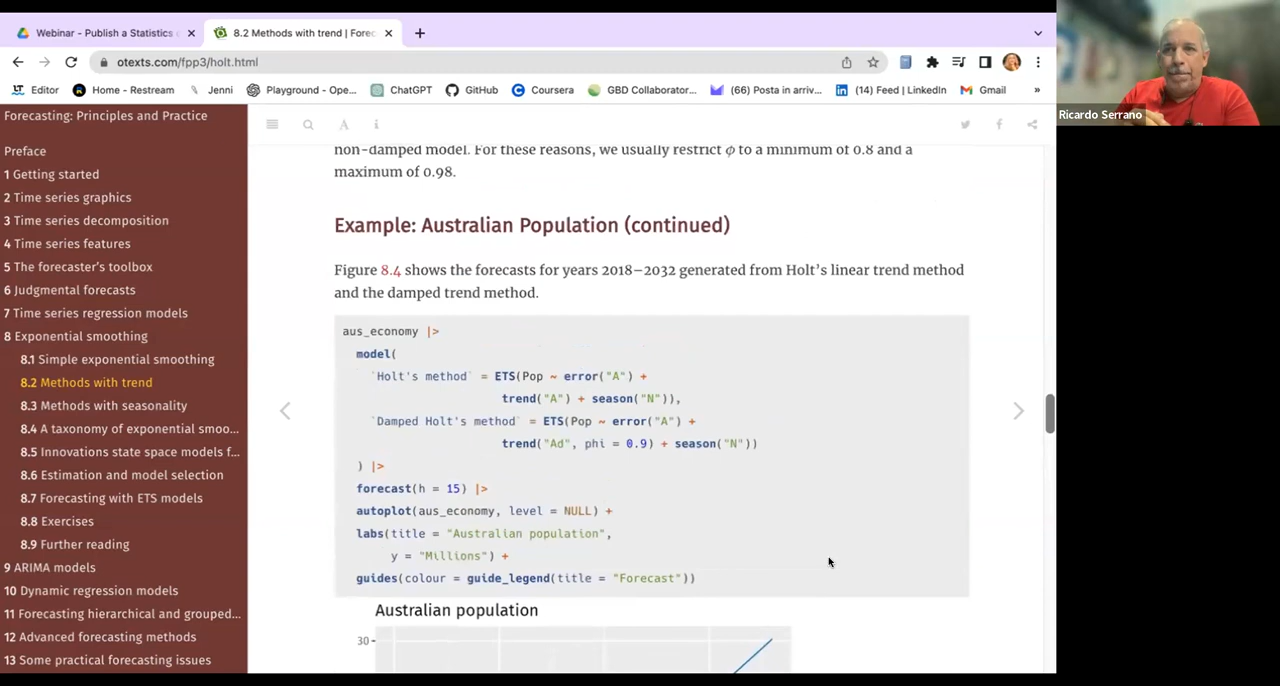 Webinar - Publish a Statistics
8.2 Methods with trend | Forec
otexts.com/fpp3/holt.html
Editor
Home - Restream
Jenni
Playground - Ope...
ChatGPT
GitHub
Coursera
GBD Collaborator...
(66) Posta in arriv...
(14) Feed | LinkedIn
Gmail
»
Ricardo Serrano
Forecasting: Principles and Practice
Preface
1 Getting started
2 Time series graphics
3 Time series decomposition
4 Time series features
5 The forecaster's toolbox
6 Judgmental forecasts
7 Time series regression models
8 Exponential smoothing
8.1 Simple exponential smoothing
8.2 Methods with trend
8.3 Methods with seasonality
8.4 A taxonomy of exponential smoo...
8.5 Innovations state space models f...
8.6 Estimation and model selection
8.7 Forecasting with ETS models
8.8 Exercises
8.9 Further reading
9 ARIMA models
10 Dynamic regression models
11 Forecasting hierarchical and grouped...
12 Advanced forecasting methods
13 Some practical forecasting issues
non-damped model. For these reasons, we usually restrict ϕ to a minimum of 0.8 and a
maximum of 0.98.
Example: Australian Population (continued)
Figure 8.4 shows the forecasts for years 2018–2032 generated from Holt's linear trend method
and the damped trend method.
aus_economy |>
model(
`Holt's method` = ETS(Pop ~ error("A") +
trend("A") + season("N")),
`Damped Holt's method` = ETS(Pop ~ error("A") +
trend("Ad", phi = 0.9) + season("N"))
) |>
forecast(h = 15) |>
autoplot(aus_economy, level = NULL) +
labs(title = "Australian population",
y = "Millions") +
guides(colour = guide_legend(title = "Forecast"))
Australian population
30